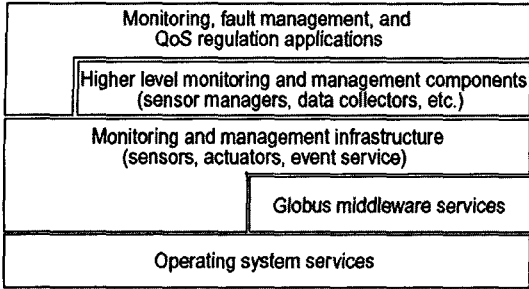 Monitoring, fault management, and
QoS regulation applications
Higher level monitoring and management components
(sensor managers, data collectors, etc.)
Monitoring and management infrastructure
(sensors, actuators, event service)
Globus middleware services
Operating system services